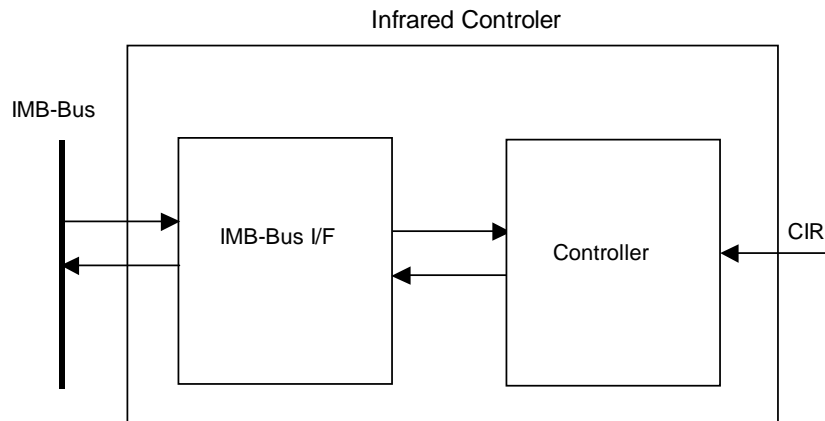 Infrared Controler
IMB-Bus
IMB-Bus I/F
Controller
CIR